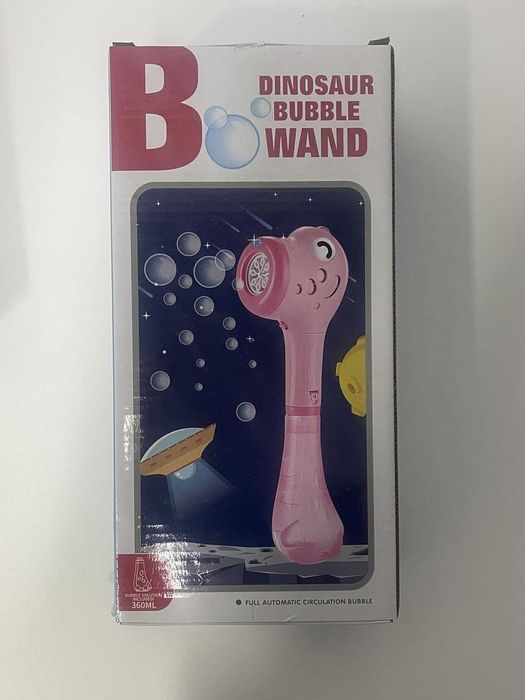 B
DINOSAUR
BUBBLE
WAND
BUBBLE SOLUTION
INCLUDED!
360ML
FULL AUTOMATIC CIRCULATION BUBBLE